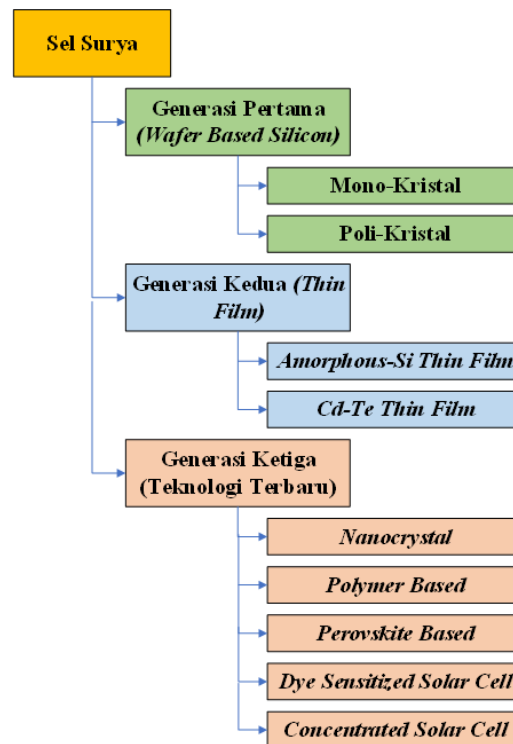 Sel Surya
Generasi Pertama
(Wafer Based Silicon)
Mono-Kristal
Poli-Kristal
Generasi Kedua (Thin
Film)
Amorphous-Si Thin Film
Cd-Te Thin Film
Generasi Ketiga
(Teknologi Terbaru)
Nanocrystal
Polymer Based
Perovskite Based
Dye Sensitized Solar Cell
Concentrated Solar Cell